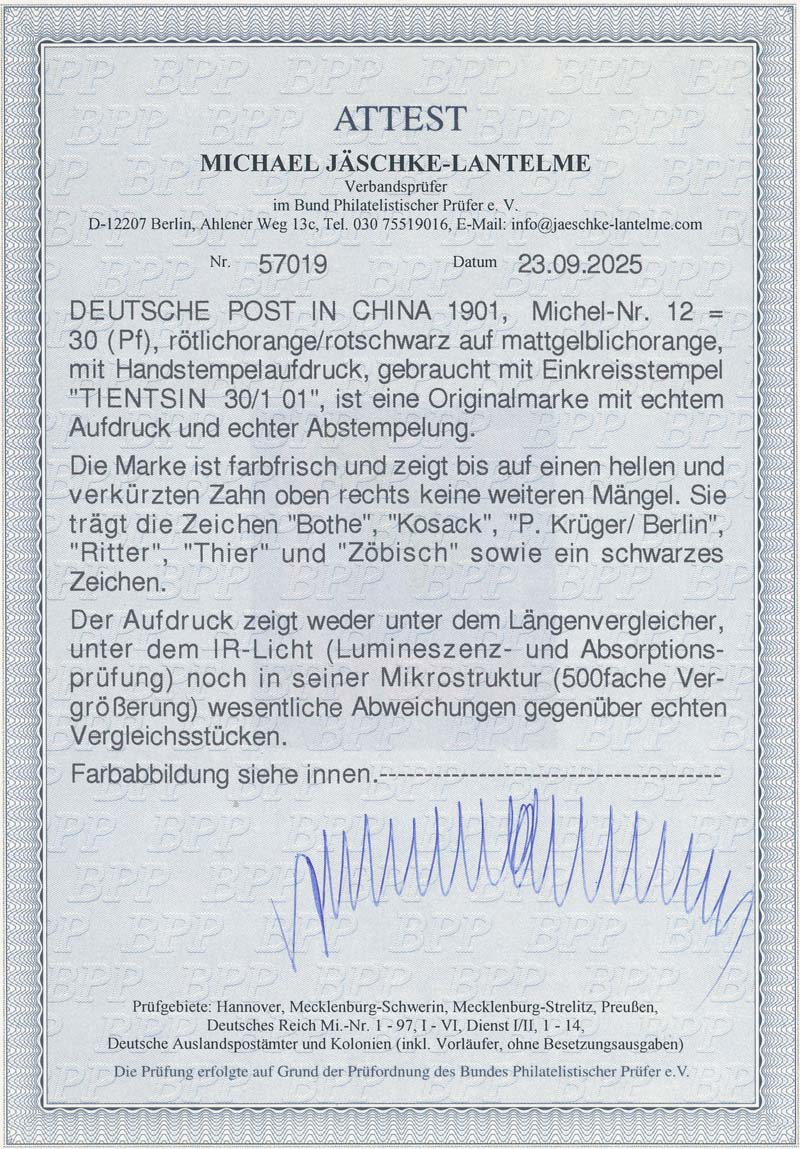 ATTEST
MICHAEL JÄSCHKE-LANTELME
Verbandsprüfer
im Bund Philatelistischer Prüfer e. V.
D-12207 Berlin, Ahlener Weg 13c, Tel. 030 75519016, E-Mail: info@jaeschke-lantelme.com
Nr. 57019 Datum 23.09.2025
DEUTSCHE POST IN CHINA 1901, Michel-Nr. 12 =
30 (Pf), rötlichorange/rotschwarz auf mattgelblichorange,
mit Handstempelaufdruck, gebraucht mit Einkreisstempel
"TIENTSIN 30/1 01", ist eine Originalmarke mit echtem
Aufdruck und echter Abstempelung.
Die Marke ist farbfrisch und zeigt bis auf einen hellen und
verkürzten Zahn oben rechts keine weiteren Mängel. Sie
trägt die Zeichen "Bothe", "Kosack", "P. Krüger/ Berlin",
"Ritter", "Thier" und "Zöbisch" sowie ein schwarzes
Zeichen.
Der Aufdruck zeigt weder unter dem Längenvergleicher,
unter dem IR-Licht (Lumineszenz- und Absorptions-
prüfung) noch in seiner Mikrostruktur (500fache Ver-
größerung) wesentliche Abweichungen gegenüber echten
Vergleichsstücken.
Farbabbildung siehe innen.------------------------------------
Prüfgebiete: Hannover, Mecklenburg-Schwerin, Mecklenburg-Strelitz, Preußen,
Deutsches Reich Mi.-Nr. 1 - 97, I - VI, Dienst I/II, 1 - 14,
Deutsche Auslandspostämter und Kolonien (inkl. Vorläufer, ohne Besetzungsausgaben)
Die Prüfung erfolgte auf Grund der Prüfordnung des Bundes Philatelistischer Prüfer e.V.